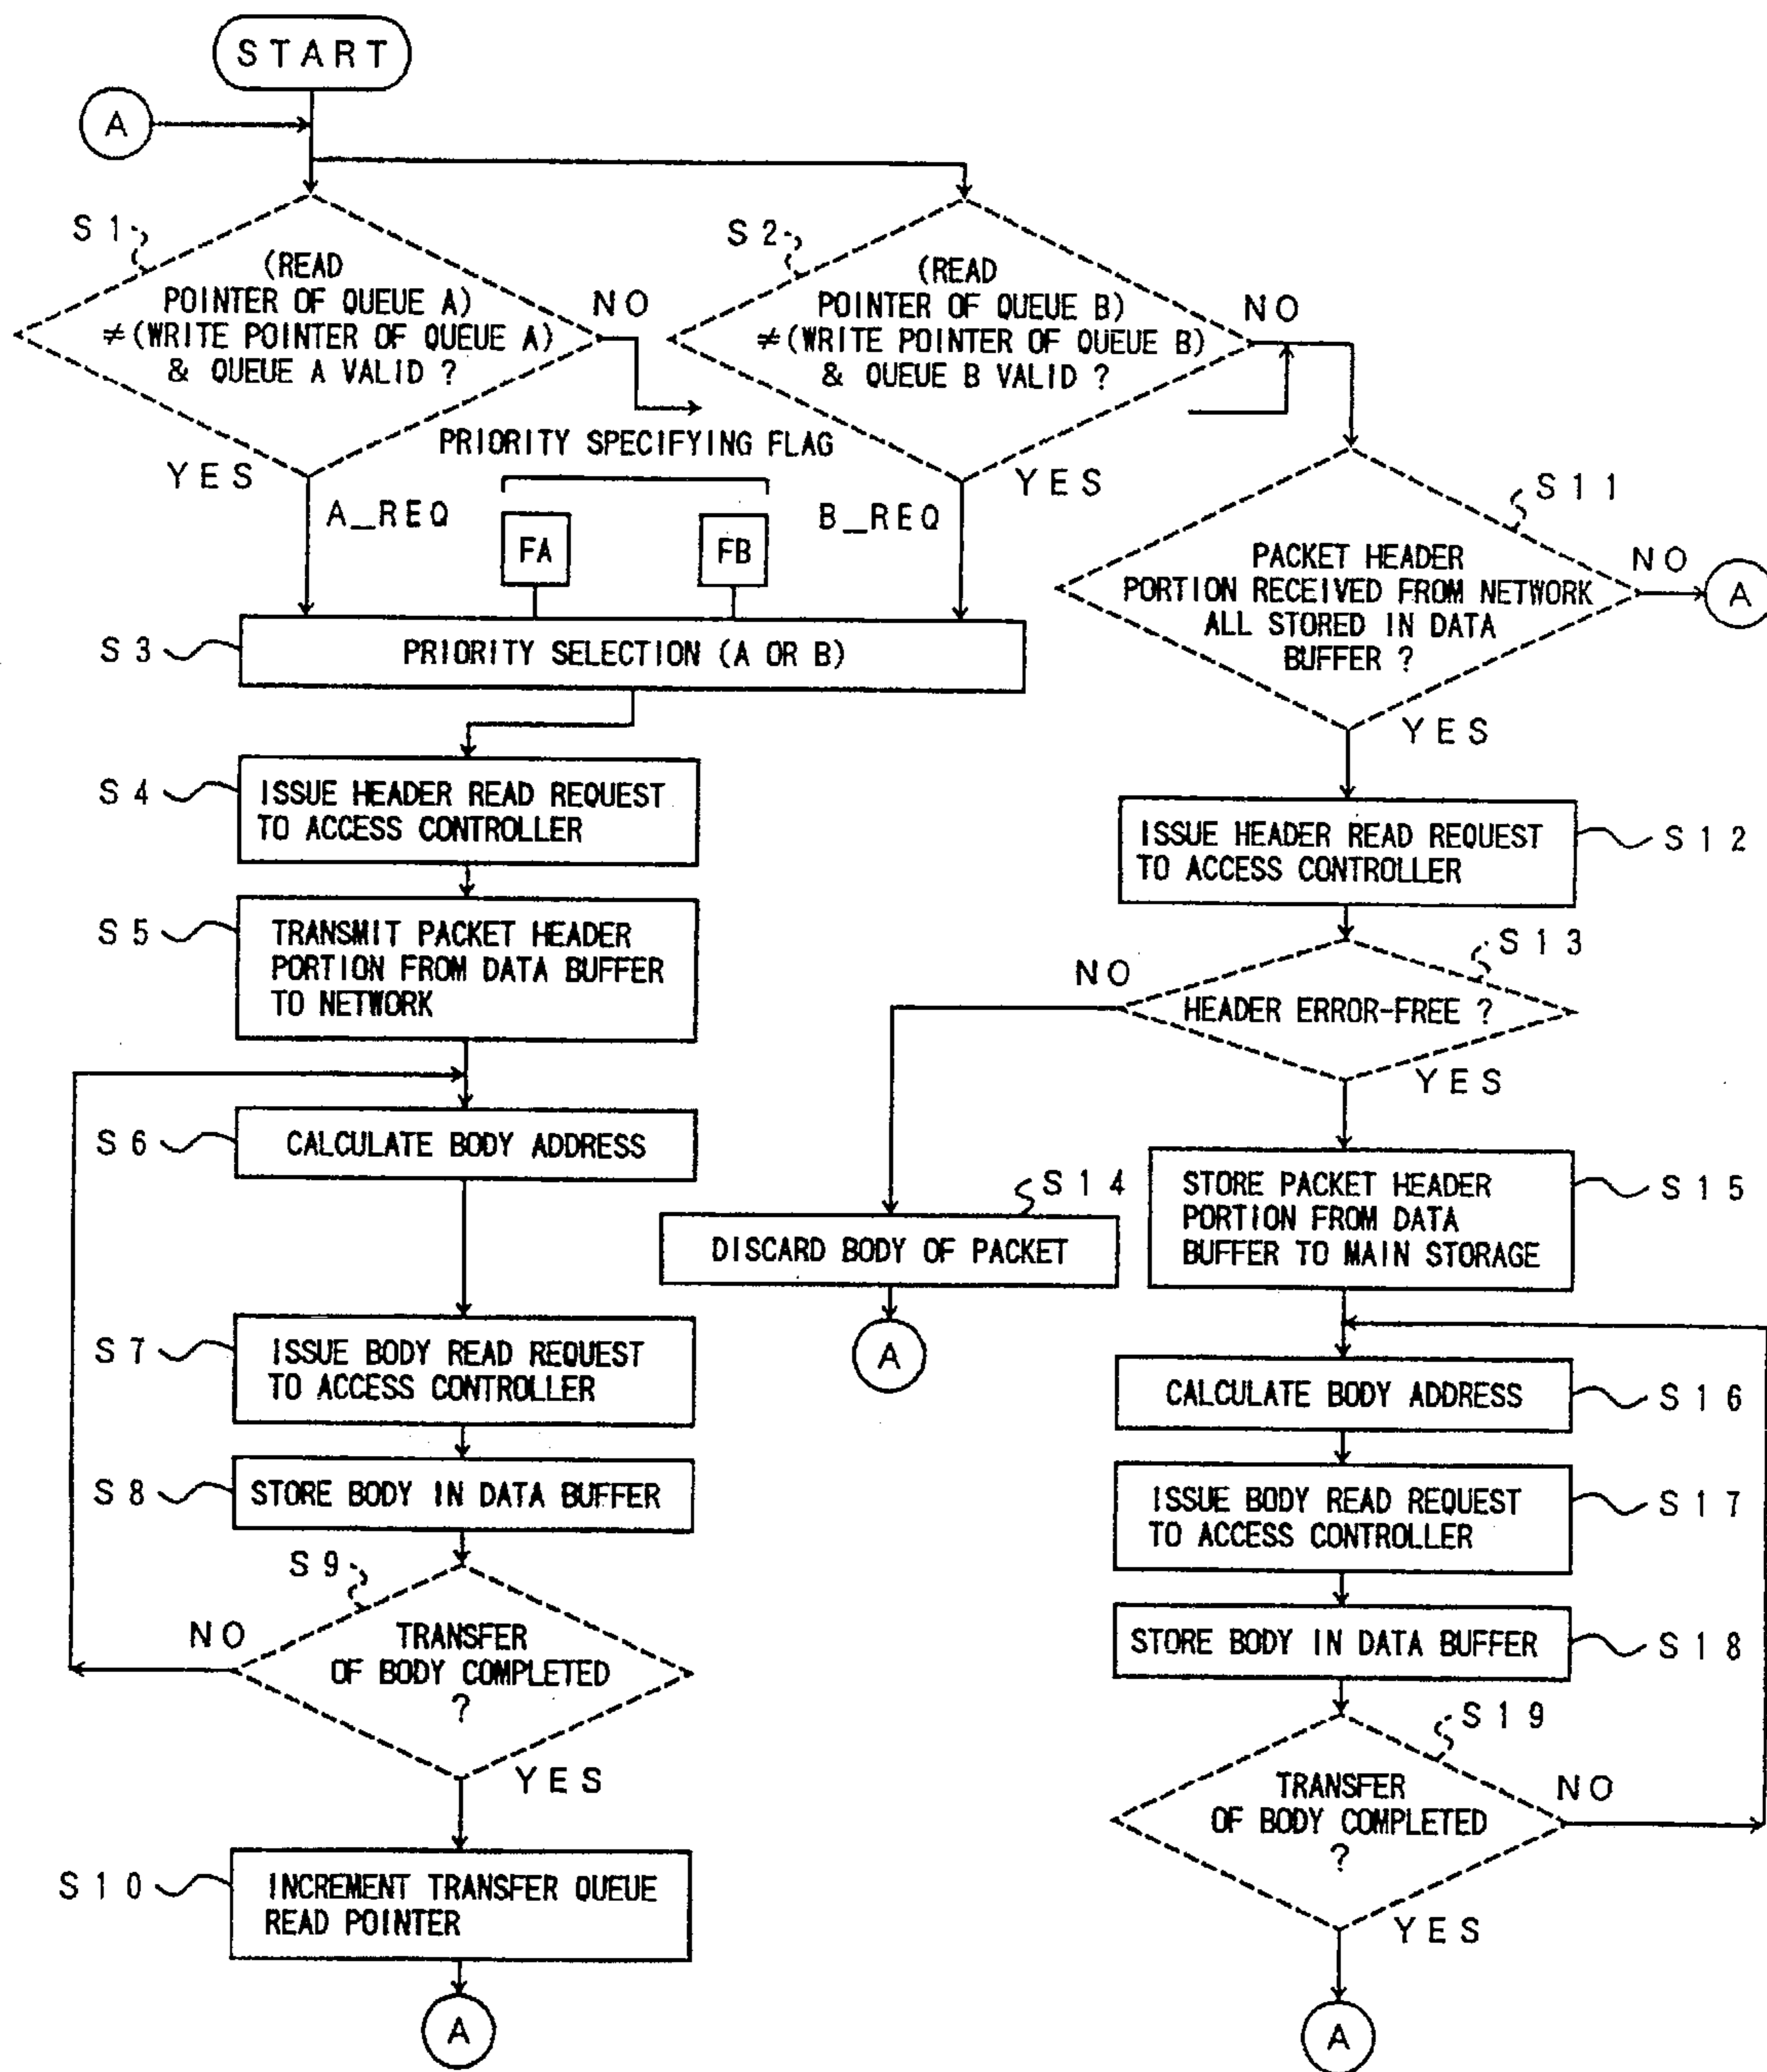 START
A
S1
(READ
POINTER OF QUEUE A)
≠(WRITE POINTER OF QUEUE A)
& QUEUE A VALID ?
NO
YES
S2
(READ
POINTER OF QUEUE B)
≠(WRITE POINTER OF QUEUE B)
& QUEUE B VALID ?
NO
YES
PRIORITY SPECIFYING FLAG
A_REQ
FA
FB
B_REQ
S3
PRIORITY SELECTION (A OR B)
S4
ISSUE HEADER READ REQUEST
TO ACCESS CONTROLLER
S5
TRANSMIT PACKET HEADER
PORTION FROM DATA BUFFER
TO NETWORK
S6
CALCULATE BODY ADDRESS
S7
ISSUE BODY READ REQUEST
TO ACCESS CONTROLLER
S8
STORE BODY IN DATA BUFFER
S9
TRANSFER
OF BODY COMPLETED
?
NO
YES
S10
INCREMENT TRANSFER QUEUE
READ POINTER
A
S11
PACKET HEADER
PORTION RECEIVED FROM NETWORK
ALL STORED IN DATA
BUFFER ?
NO
A
YES
S12
ISSUE HEADER READ REQUEST
TO ACCESS CONTROLLER
S13
HEADER ERROR-FREE ?
NO
YES
S14
DISCARD BODY OF PACKET
A
S15
STORE PACKET HEADER
PORTION FROM DATA
BUFFER TO MAIN STORAGE
S16
CALCULATE BODY ADDRESS
S17
ISSUE BODY READ REQUEST
TO ACCESS CONTROLLER
S18
STORE BODY IN DATA BUFFER
S19
TRANSFER
OF BODY COMPLETED
?
NO
YES
A